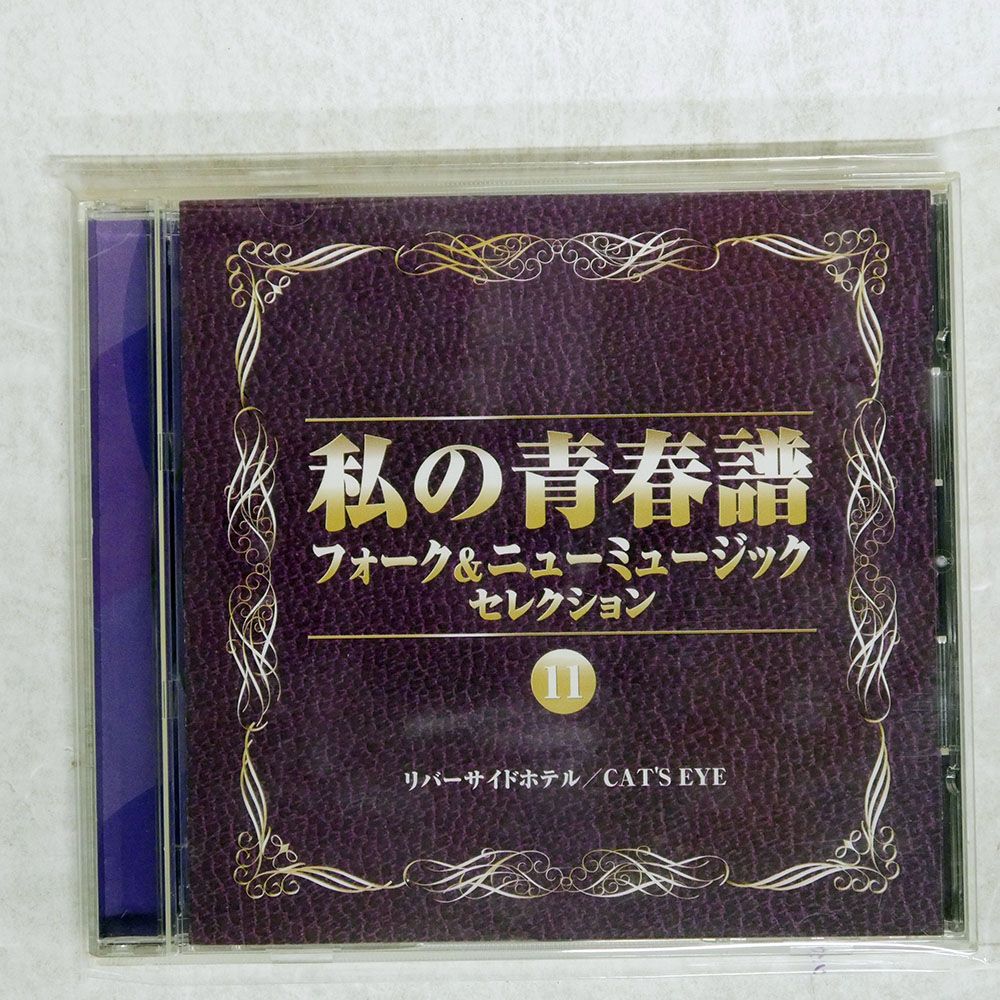 私の青春譜
フォーク&ニューミュージック
セレクション
11
リバーサイドホテル/CAT'S EYE